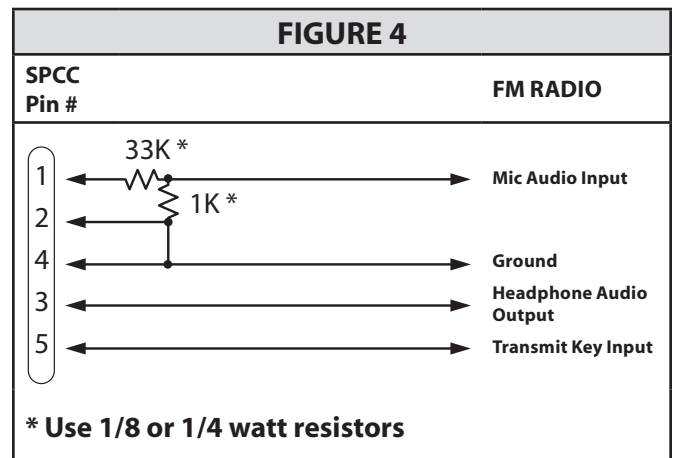 FIGURE 4
SPCC
Pin #
FM RADIO
33K *
1
Mic Audio Input
1K *
2
4
Ground
3
Headphone Audio
Output
5
Transmit Key Input
* Use 1/8 or 1/4 watt resistors